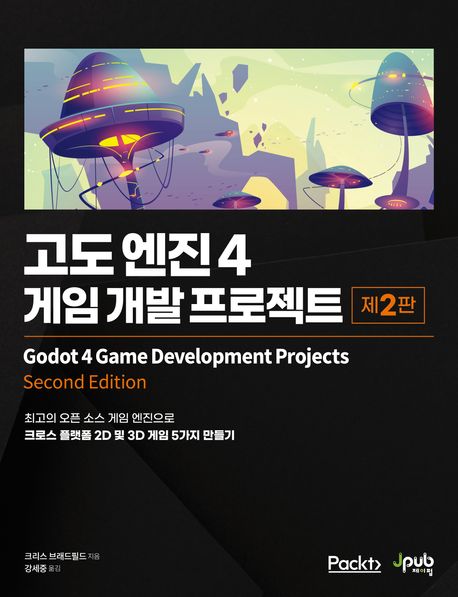 고도 엔진 4
게임 개발 프로젝트 제2판
Godot 4 Game Development Projects
Second Edition
최고의 오픈 소스 게임 엔진으로
크로스 플랫폼 2D 및 3D 게임 5가지 만들기
크리스 브래드필드 지음
강세중 옮김
Packt>
Jpub
제이펍